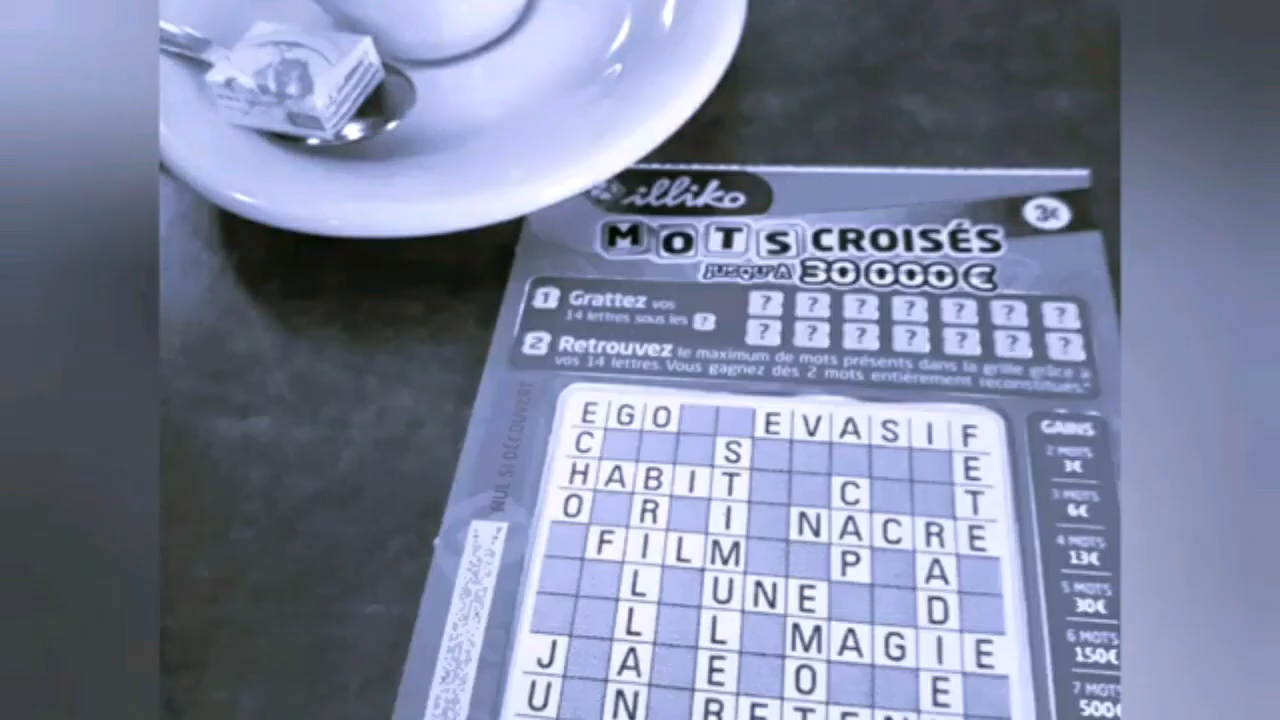 illiko
3€
MOTS CROISÉS
JUSQU'À 30 000 €
1 Grattez vos
14 lettres sous les ?
? ? ? ? ? ? ?
? ? ? ? ? ? ?
2 Retrouvez le maximum de mots présents dans la grille grâce à
vos 14 lettres. Vous gagnez dès 2 mots entièrement reconstitués.*
NUL SI DÉCOUVERT
EGO EVASIF
C S E
HABIT C T
O R I NACRE
FILM P A
L UNE D
L L MAGIE
J A E O E
U N R E T E N
GAINS
2 MOTS
3€
3 MOTS
6€
4 MOTS
13€
5 MOTS
30€
6 MOTS
150€
7 MOTS
500€